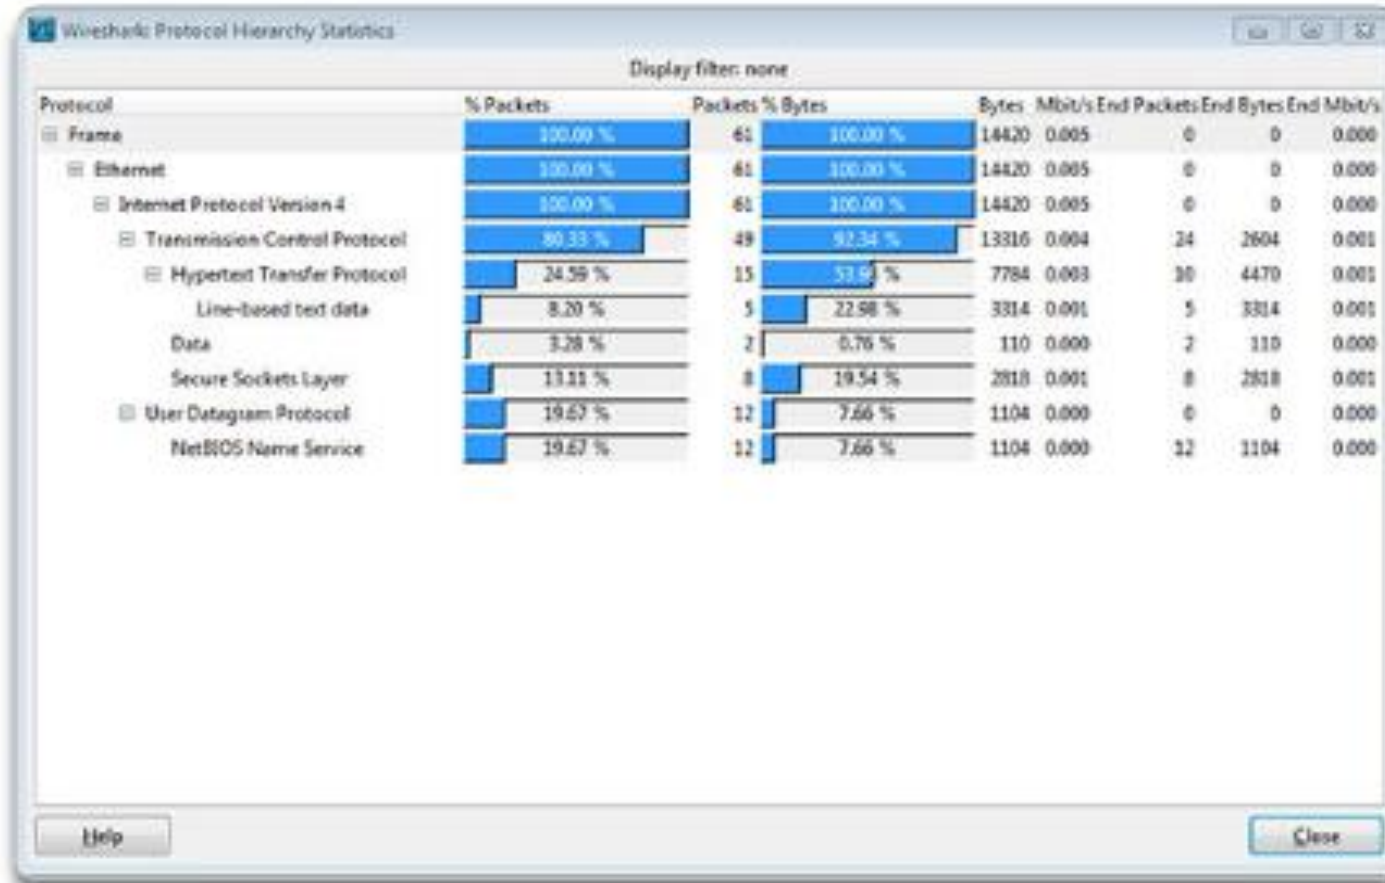 Wireshark: Protocol Hierarchy Statistics
Display filter: none
Protocol % Packets Packets % Bytes Bytes Mbit/s End Packets End Bytes End Mbit/s
Frame 100.00 % 61 100.00 % 14420 0.005 0 0 0.000
Ethernet 100.00 % 61 100.00 % 14420 0.005 0 0 0.000
Internet Protocol Version 4 100.00 % 61 100.00 % 14420 0.005 0 0 0.000
Transmission Control Protocol 80.33 % 49 92.34 % 13316 0.004 24 2604 0.001
Hypertext Transfer Protocol 24.59 % 15 53.98 % 7784 0.003 10 4470 0.001
Line-based text data 8.20 % 5 22.98 % 3314 0.001 5 3314 0.001
Data 3.28 % 2 0.76 % 110 0.000 2 110 0.000
Secure Sockets Layer 13.11 % 8 19.54 % 2818 0.001 8 2818 0.001
User Datagram Protocol 19.67 % 12 7.66 % 1104 0.000 0 0 0.000
NetBIOS Name Service 19.67 % 12 7.66 % 1104 0.000 12 1104 0.000
Help Close